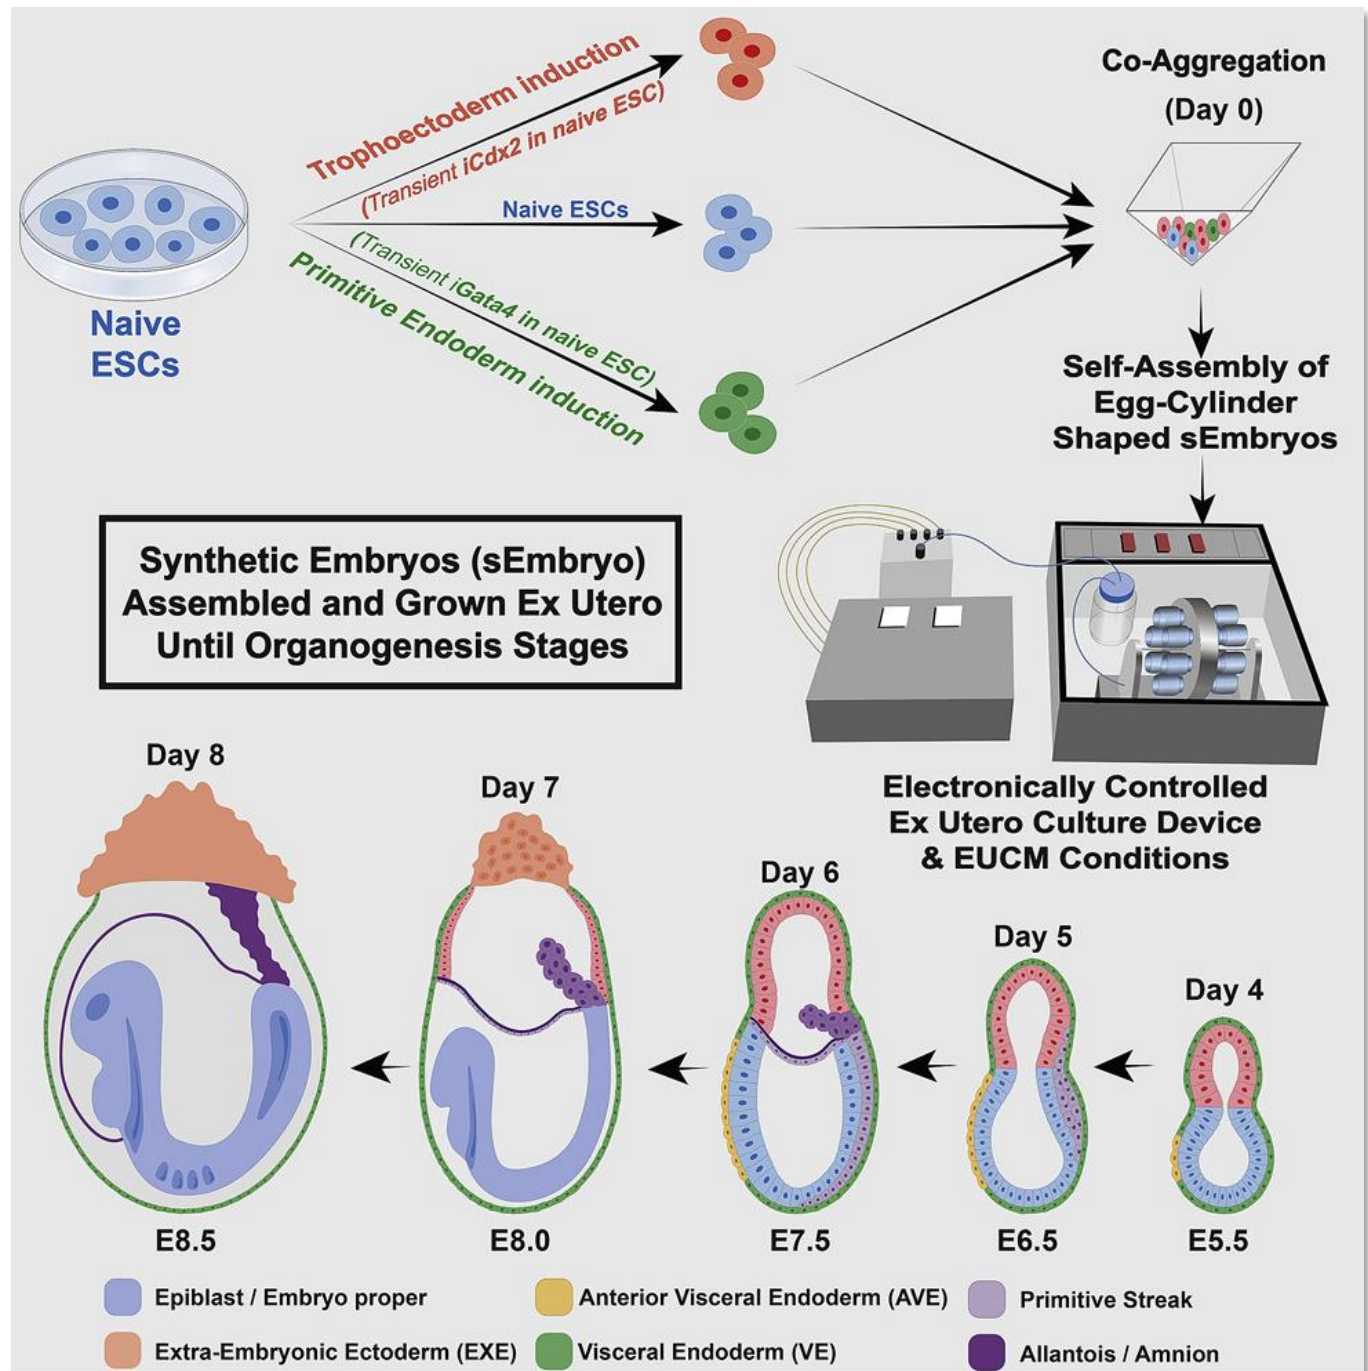 Trophoectoderm induction
(Transient iCdx2 in naive ESC)
Naive ESCs
(Transient iGata4 in naive ESC)
Primitive Endoderm induction
Naive
ESCs
Co-Aggregation
(Day 0)
Self-Assembly of
Egg-Cylinder
Shaped sEmbryos
Synthetic Embryos (sEmbryo)
Assembled and Grown Ex Utero
Until Organogenesis Stages
Electronically Controlled
Ex Utero Culture Device
& EUCM Conditions
Day 8
Day 7
Day 6
Day 5
Day 4
E8.5
E8.0
E7.5
E6.5
E5.5
Epiblast / Embryo proper
Anterior Visceral Endoderm (AVE)
Primitive Streak
Extra-Embryonic Ectoderm (EXE)
Visceral Endoderm (VE)
Allantois / Amnion